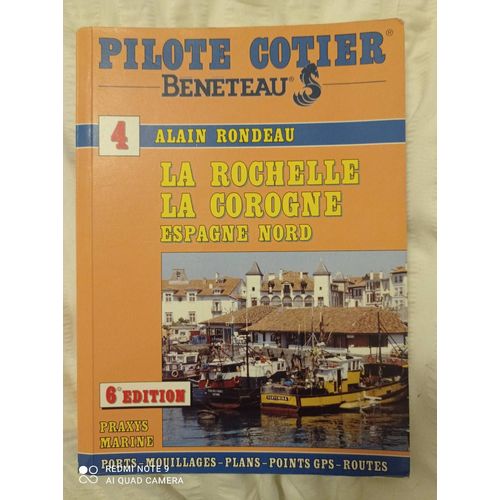 PILOTE COTIER®
BENETEAU®
4 ALAIN RONDEAU
LA ROCHELLE
LA COROGNE
ESPAGNE NORD
6e EDITION
PRAXYS
MARINE
PORTS-MOUILLAGES-PLANS-POINTS GPS-ROUTES
REDMI NOTE 9
AI QUAD CAMERA